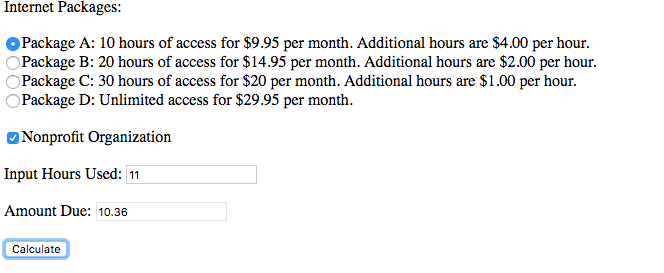 Internet Packages:
Package A: 10 hours of access for $9.95 per month. Additional hours are $4.00 per hour.
Package B: 20 hours of access for $14.95 per month. Additional hours are $2.00 per hour.
Package C: 30 hours of access for $20 per month. Additional hours are $1.00 per hour.
Package D: Unlimited access for $29.95 per month.
Nonprofit Organization
Input Hours Used: 11
Amount Due: 10.36
Calculate